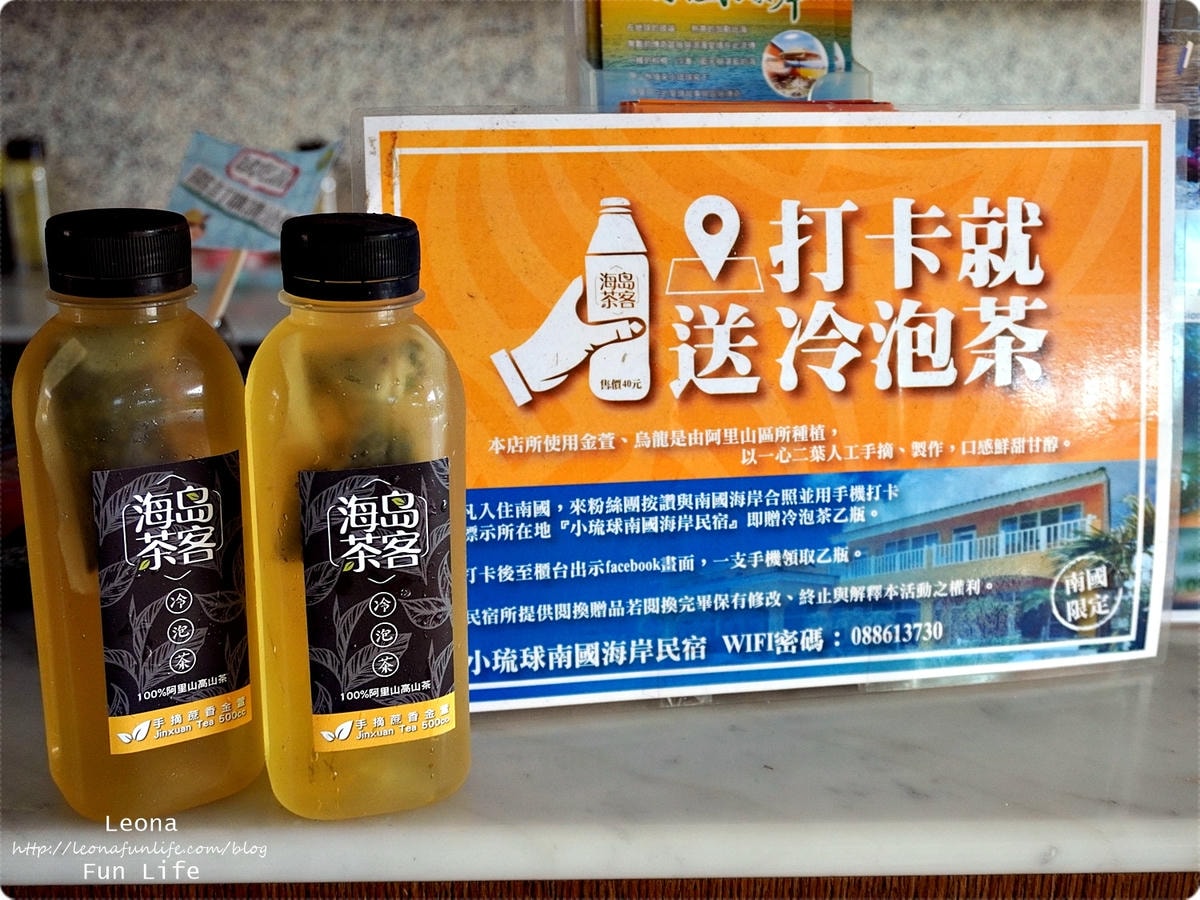 打卡就
送冷泡茶
海岛
茶客
售價40元
本店所使用金萱、烏龍是由阿里山區所種植，
以一心二葉人工手摘、製作，口感鮮甜甘醇。
凡入住南國，來粉絲團按讚與南國海岸合照並用手機打卡
標示所在地『小琉球南國海岸民宿』即贈冷泡茶乙瓶。
打卡後至櫃台出示facebook畫面，一支手機領取乙瓶。
民宿所提供閱換贈品若閱換完畢保有修改、終止與解釋本活動之權利。
小琉球南國海岸民宿 WIFI密碼：088613730
南國
限定
海岛
茶客
冷
泡
茶
100%阿里山高山茶
手摘蔗香金萱
Jinxuan Tea 500cc
海岛
茶客
冷
泡
茶
100%阿里山高山茶
手摘蔗香金萱
Jinxuan Tea 500cc
Leona
http://leonafunlife.com/blog
Fun Life